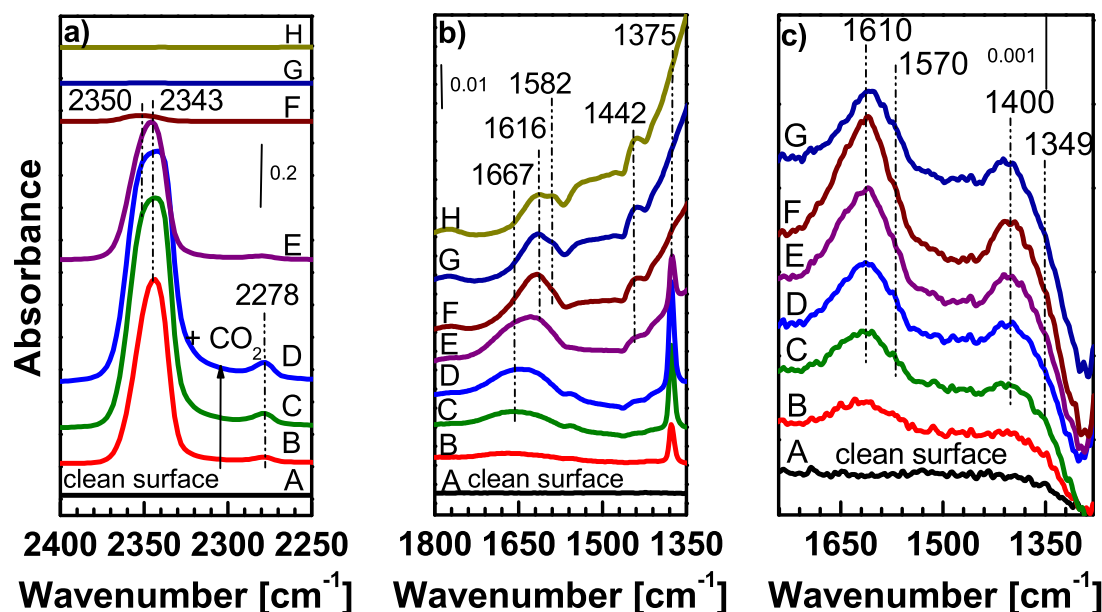 Absorbance
a)
H
G
2350
2343
F
0.2
E
2278
+ CO2
D
C
B
clean surface
A
2400 2350 2300 2250
Wavenumber [cm-1]
b)
1375
0.01
1582
1442
1616
1667
H
G
F
E
D
C
B
A clean surface
1800 1650 1500 1350
Wavenumber [cm-1]
c)
1610
0.001
1570
1400
1349
G
F
E
D
C
B
clean surface
A
1650 1500 1350
Wavenumber [cm-1]